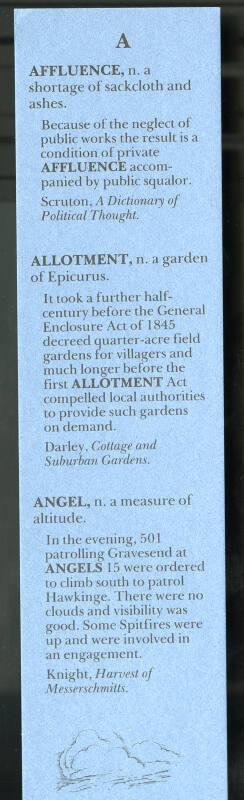 A
AFFLUENCE, n. a
shortage of sackcloth and
ashes.
Because of the neglect of
public works the result is a
condition of private
AFFLUENCE accom-
panied by public squalor.
Scruton, A Dictionary of
Political Thought.
ALLOTMENT, n. a garden
of Epicurus.
It took a further half-
century before the General
Enclosure Act of 1845
decreed quarter-acre field
gardens for villagers and
much longer before the
first ALLOTMENT Act
compelled local authorities
to provide such gardens
on demand.
Darley, Cottage and
Suburban Gardens.
ANGEL, n. a measure of
altitude.
In the evening, 501
patrolling Gravesend at
ANGELS 15 were ordered
to climb south to patrol
Hawkinge. There were no
clouds and visibility was
good. Some Spitfires were
up and were involved in
an engagement.
Knight, Harvest of
Messerschmitts.